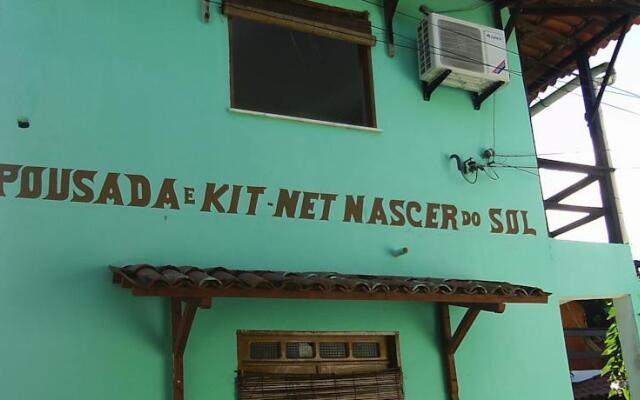 POUSADA E KIT-NET NASCER DO SOL